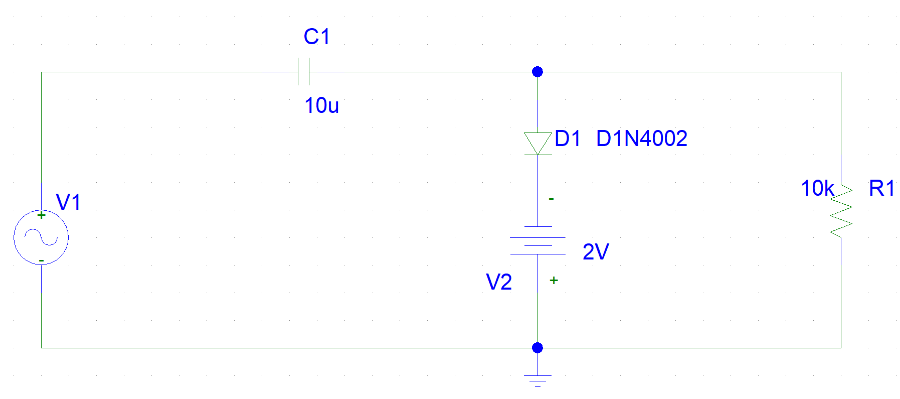 C1
10u
D1 D1N4002
V1
+
-
-
10k R1
V2 2V
+